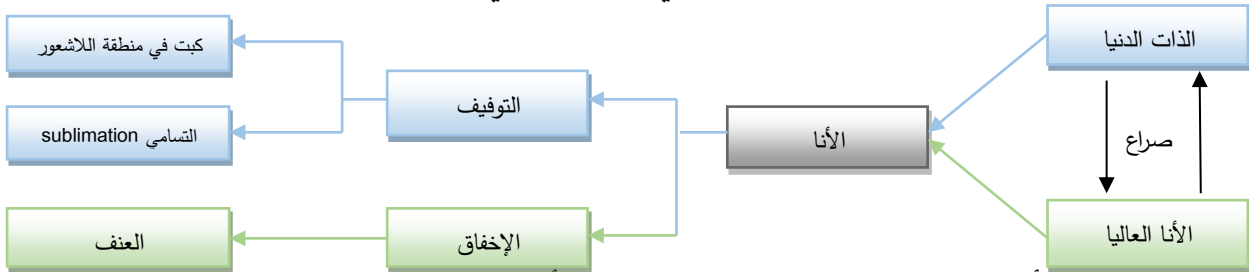 الذات الدنيا
كبت في منطقة اللاشعور
التوفيف
الأنا
صراع
التسامي sublimation
الأنا العاليا
الإخفاق
العنف